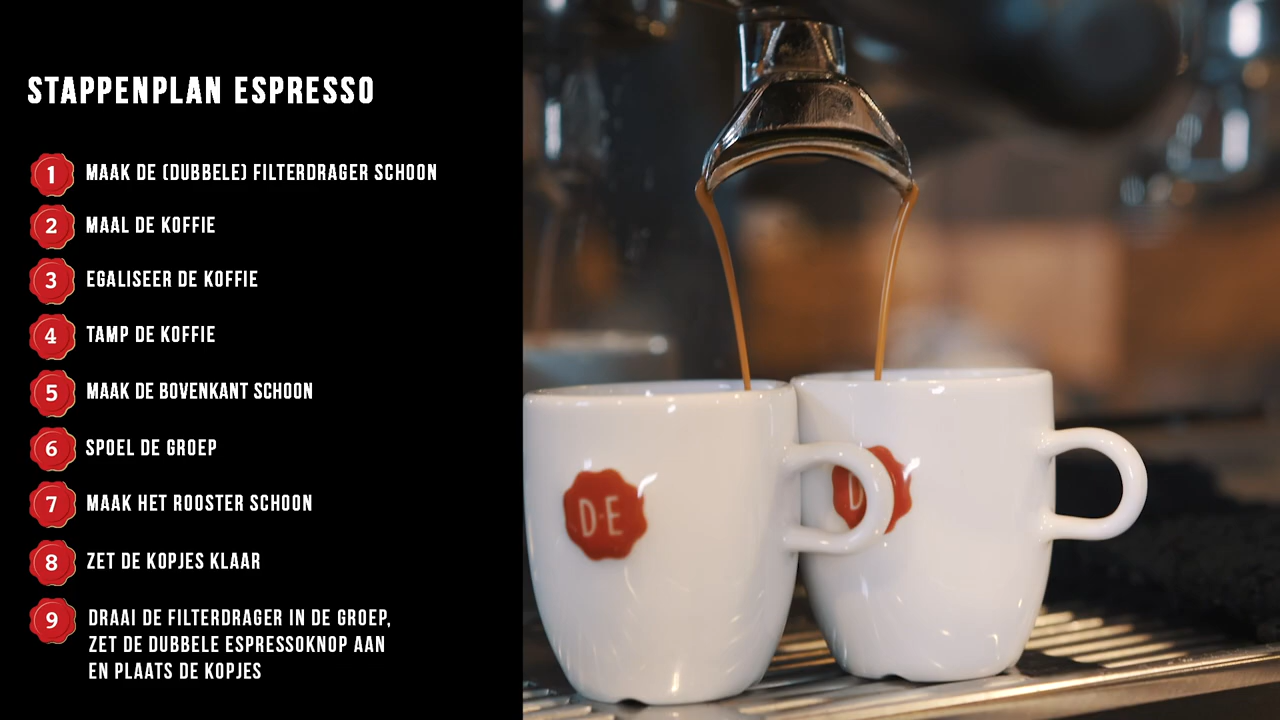 STAPPENPLAN ESPRESSO
1 MAAK DE (DUBBELE) FILTERDRAGER SCHOON
2 MAAL DE KOFFIE
3 EGALISEER DE KOFFIE
4 TAMP DE KOFFIE
5 MAAK DE BOVENKANT SCHOON
6 SPOEL DE GROEP
7 MAAK HET ROOSTER SCHOON
8 ZET DE KOPJES KLAAR
9 DRAAI DE FILTERDRAGER IN DE GROEP,
ZET DE DUBBELE ESPRESSOKNOP AAN
EN PLAATS DE KOPJES
D·E
D